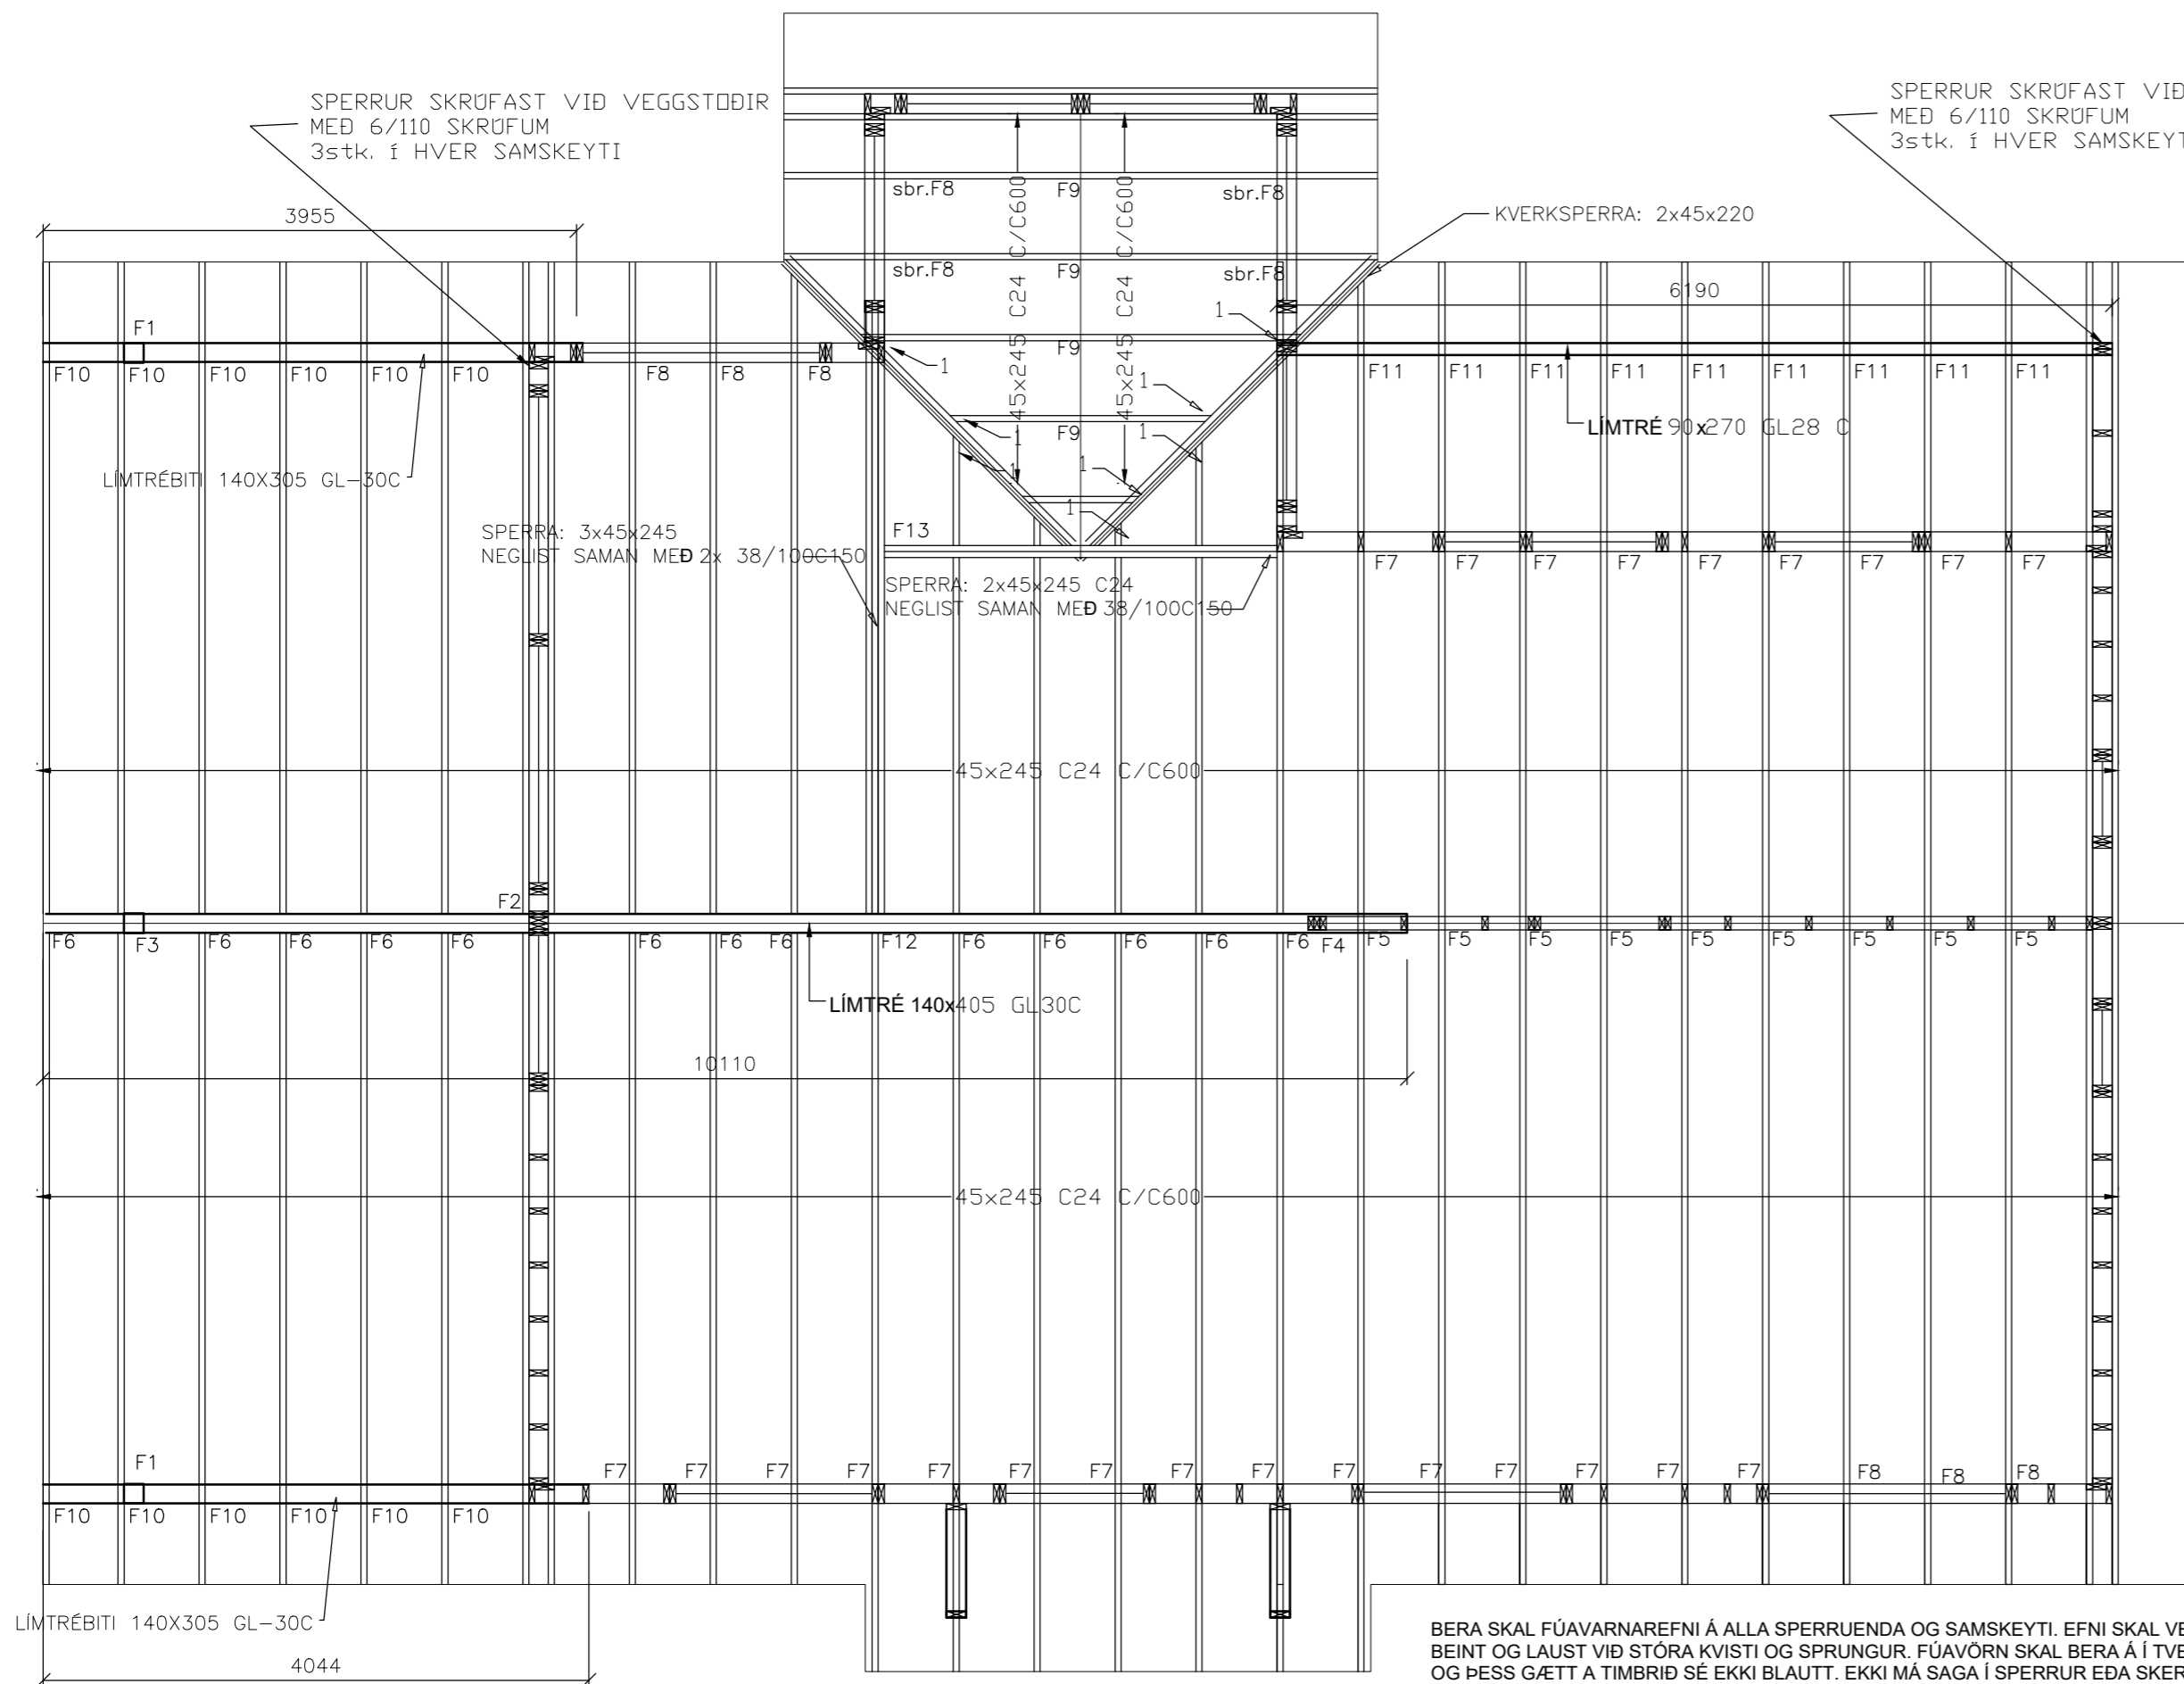 SPERRUR SKRÚFAST VIÐ VEGGSTOÐIR
MEÐ 6/110 SKRÚFUM
3stk. í HVER SAMSKEYTI
SPERRUR SKRÚFAST VIÐ
MEÐ 6/110 SKRÚFUM
3stk. í HVER SAMSKEYT
3955
sbr.F8 F9 sbr.F8
KVERKSPERRA: 2x45x220
sbr.F8 F9 sbr.F8
45x245 C24 C/C600
45x245 C24 C/C600
6190
F1
1
F9
F10 F10 F10 F10 F10 F10 F8 F8 F8
1
F11 F11 F11 F11 F11 F11 F11 F11 F11
1
LÍMTRÉ 90x270 GL28 C
1 F9 1
1 1
LÍMTRÉBITI 140X305 GL-30C
1
SPERRA: 3x45x245
NEGLIST SAMAN MEÐ 2x 38/100C150
F13
F7 F7 F7 F7 F7 F7 F7 F7 F7
SPERRA: 2x45x245 C24
NEGLIST SAMAN MEÐ 38/100C150
45x245 C24 C/C600
F2
F6 F3 F6 F6 F6 F6 F6 F6 F6 F12 F6 F6 F6 F6 F6 F4 F5 F5 F5 F5 F5 F5 F5 F5 F5
LÍMTRÉ 140x405 GL30C
10110
45x245 C24 C/C600
F1
F7 F7 F7 F7 F7 F7 F7 F7 F7 F7 F7 F7 F7 F7 F7 F8 F8 F8
F10 F10 F10 F10 F10 F10
LÍMTRÉBITI 140X305 GL-30C
4044
BERA SKAL FÚAVARNAREFNI Á ALLA SPERRUENDA OG SAMSKEYTI. EFNI SKAL VE
BEINT OG LAUST VIÐ STÓRA KVISTI OG SPRUNGUR. FÚAVÖRN SKAL BERA Á Í TVE
OG ÞESS GÆTT A TIMBRIÐ SÉ EKKI BLAUTT. EKKI MÁ SAGA Í SPERRUR EÐA SKER